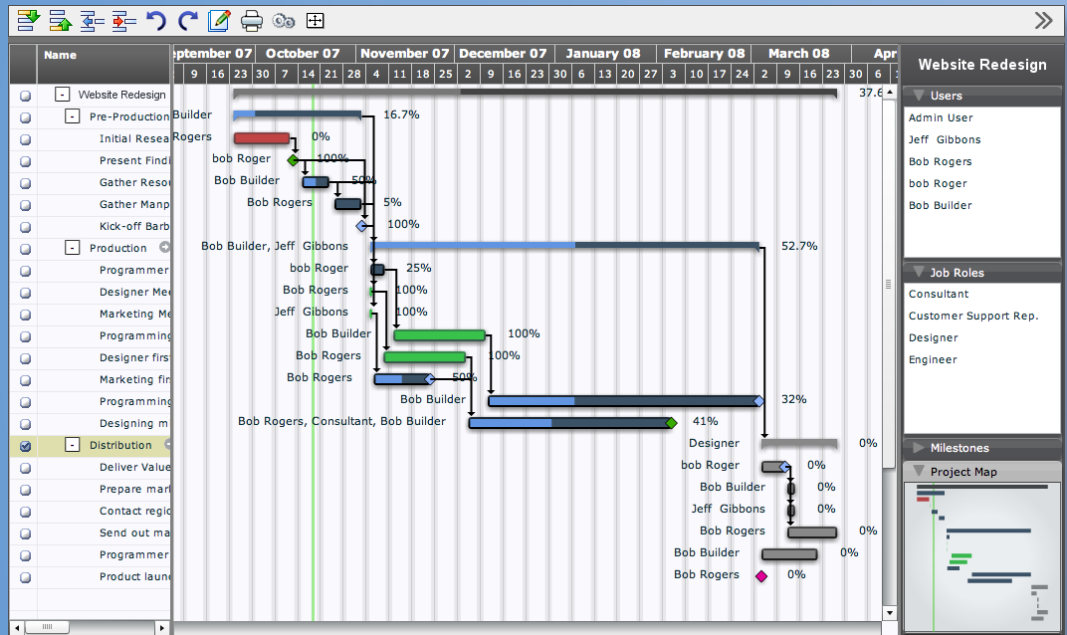 Name
eptember 07 October 07 November 07 December 07 January 08 February 08 March 08 Apr
9 16 23 30 7 14 21 28 4 11 18 25 2 9 16 23 30 6 13 20 27 3 10 17 24 2 9 16 23 30 6
Website Redesign 37.6
Pre-Production Builder 16.7%
Initial Resea Rogers 0%
Present Findi bob Roger 100%
Gather Resou Bob Builder 50%
Gather Manp Bob Rogers 5%
Kick-off Barb 100%
Production Bob Builder, Jeff Gibbons 52.7%
Programmer bob Roger 25%
Designer Mee Bob Rogers 100%
Marketing Me Jeff Gibbons 100%
Programming Bob Builder 100%
Designer firs Bob Rogers 100%
Marketing fir Bob Rogers 50%
Programming Bob Builder 32%
Designing m Bob Rogers, Consultant, Bob Builder 41%
Distribution Designer 0%
Deliver Value bob Roger 0%
Prepare mar Bob Builder 0%
Contact regio Jeff Gibbons 0%
Send out ma Bob Rogers 0%
Programmer Bob Builder 0%
Product laun Bob Rogers 0%
Website Redesign
Users
Admin User
Jeff Gibbons
Bob Rogers
bob Roger
Bob Builder
Job Roles
Consultant
Customer Support Rep.
Designer
Engineer
Milestones
Project Map